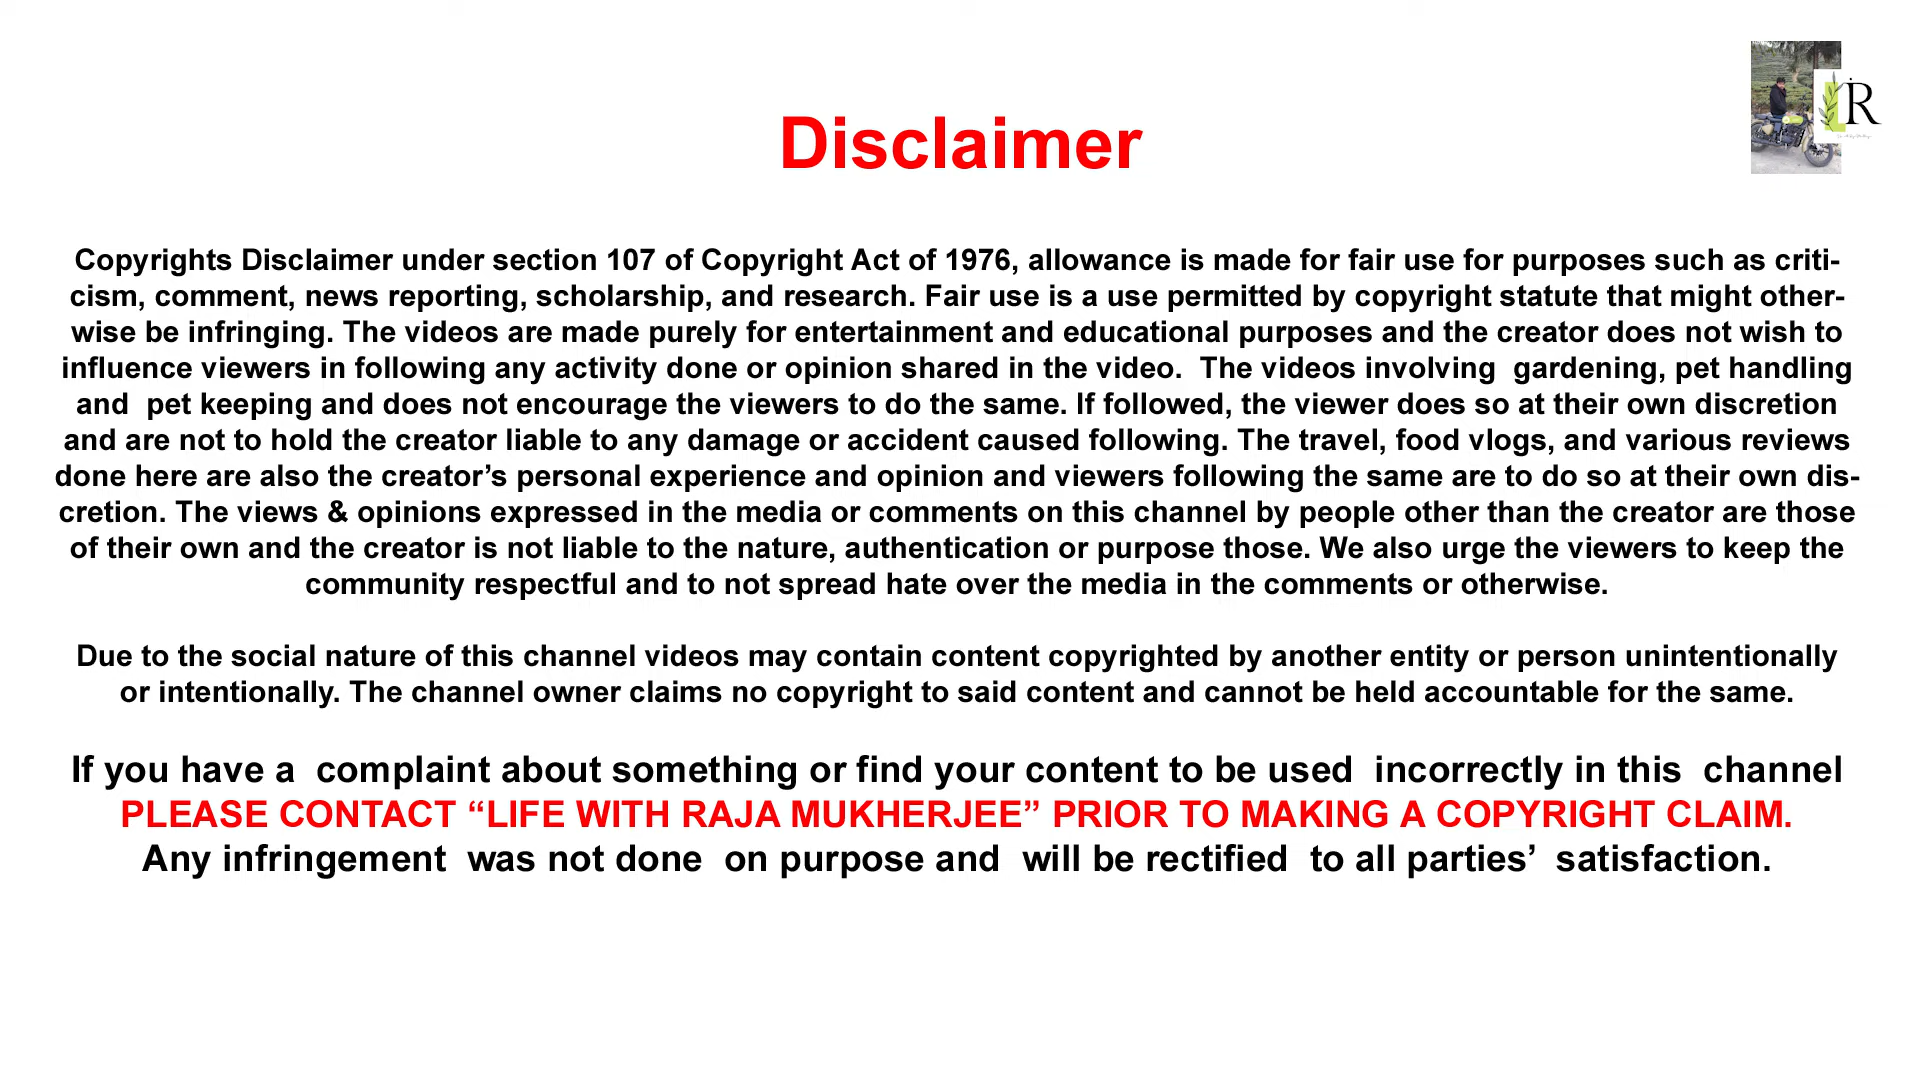 Disclaimer
R
Copyrights Disclaimer under section 107 of Copyright Act of 1976, allowance is made for fair use for purposes such as criti-
cism, comment, news reporting, scholarship, and research. Fair use is a use permitted by copyright statute that might other-
wise be infringing. The videos are made purely for entertainment and educational purposes and the creator does not wish to
influence viewers in following any activity done or opinion shared in the video.  The videos involving  gardening, pet handling
and  pet keeping and does not encourage the viewers to do the same. If followed, the viewer does so at their own discretion
and are not to hold the creator liable to any damage or accident caused following. The travel, food vlogs, and various reviews
done here are also the creator’s personal experience and opinion and viewers following the same are to do so at their own dis-
cretion. The views & opinions expressed in the media or comments on this channel by people other than the creator are those
of their own and the creator is not liable to the nature, authentication or purpose those. We also urge the viewers to keep the
community respectful and to not spread hate over the media in the comments or otherwise.
Due to the social nature of this channel videos may contain content copyrighted by another entity or person unintentionally
or intentionally. The channel owner claims no copyright to said content and cannot be held accountable for the same.
If you have a  complaint about something or find your content to be used  incorrectly in this  channel
PLEASE CONTACT “LIFE WITH RAJA MUKHERJEE” PRIOR TO MAKING A COPYRIGHT CLAIM.
Any infringement  was not done  on purpose and  will be rectified  to all parties’  satisfaction.